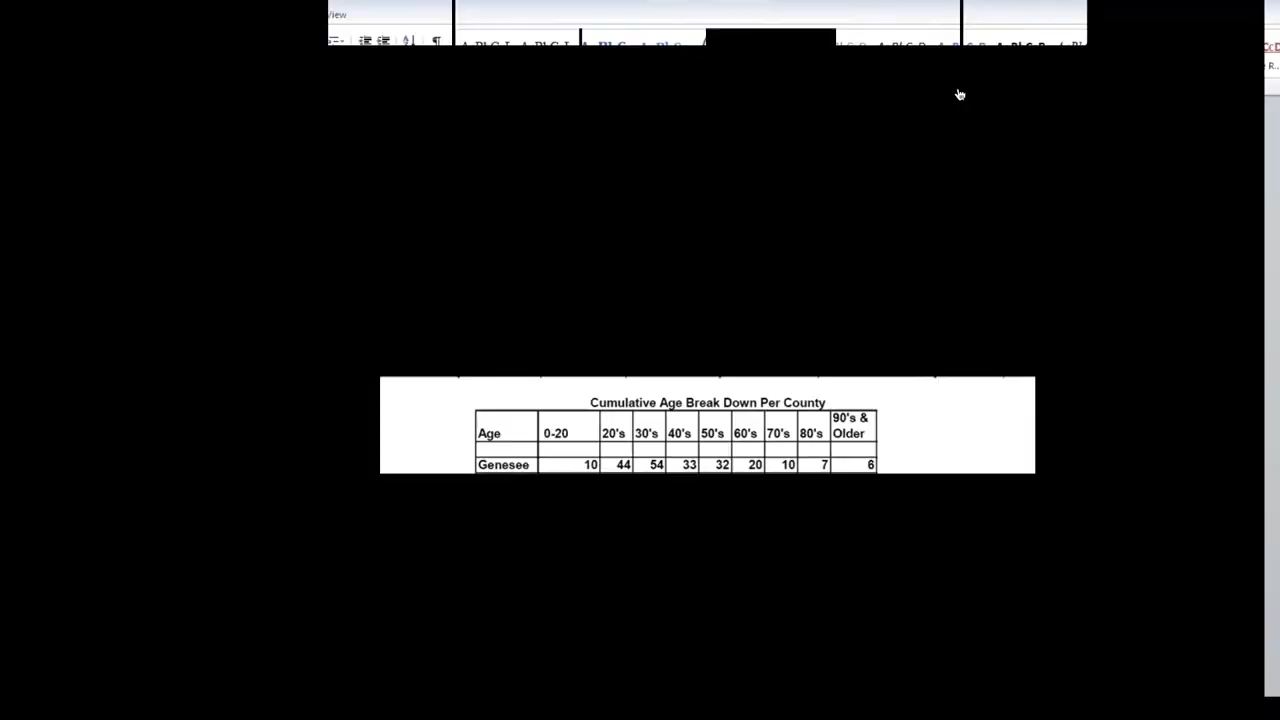 View
Cumulative Age Break Down Per County
Age 0-20 20's 30's 40's 50's 60's 70's 80's 90's & Older
Genesee 10 44 54 33 32 20 10 7 6